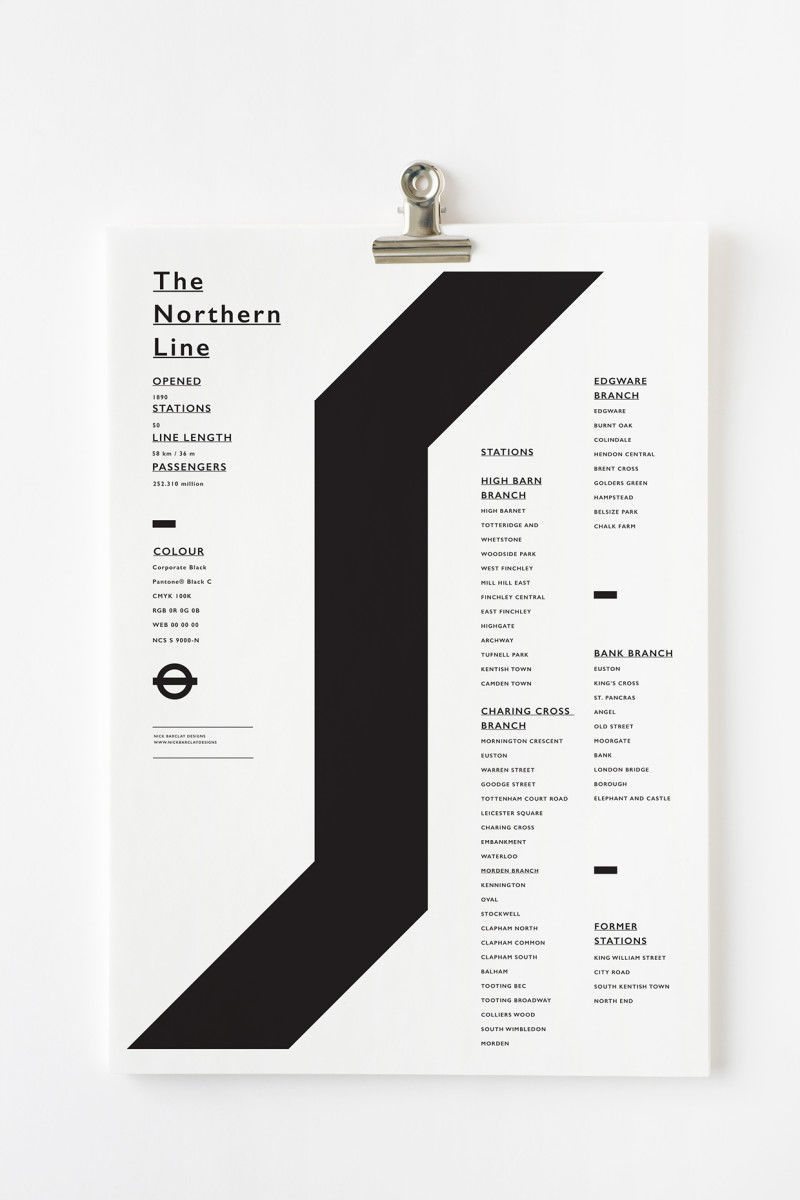 The
Northern
Line
OPENED
1890
STATIONS
50
LINE LENGTH
58 km / 36 m
PASSENGERS
252.310 million
COLOUR
Corporate Black
Pantone® Black C
CMYK 100K
RGB 0R 0G 0B
WEB 00 00 00
NCS S 9000-N
NICK BARCLAY DESIGNS
WWW.NICKBARCLAYDESIGNS
STATIONS
HIGH BARN
BRANCH
HIGH BARNET
TOTTERIDGE AND
WHETSTONE
WOODSIDE PARK
WEST FINCHLEY
MILL HILL EAST
FINCHLEY CENTRAL
EAST FINCHLEY
HIGHGATE
ARCHWAY
TUFNELL PARK
KENTISH TOWN
CAMDEN TOWN
CHARING CROSS
BRANCH
MORNINGTON CRESCENT
EUSTON
WARREN STREET
GOODGE STREET
TOTTENHAM COURT ROAD
LEICESTER SQUARE
CHARING CROSS
EMBANKMENT
WATERLOO
MORDEN BRANCH
KENNINGTON
OVAL
STOCKWELL
CLAPHAM NORTH
CLAPHAM COMMON
CLAPHAM SOUTH
BALHAM
TOOTING BEC
TOOTING BROADWAY
COLLIERS WOOD
SOUTH WIMBLEDON
MORDEN
EDGWARE
BRANCH
EDGWARE
BURNT OAK
COLINDALE
HENDON CENTRAL
BRENT CROSS
GOLDERS GREEN
HAMPSTEAD
BELSIZE PARK
CHALK FARM
BANK BRANCH
EUSTON
KING'S CROSS
ST. PANCRAS
ANGEL
OLD STREET
MOORGATE
BANK
LONDON BRIDGE
BOROUGH
ELEPHANT AND CASTLE
FORMER
STATIONS
KING WILLIAM STREET
CITY ROAD
SOUTH KENTISH TOWN
NORTH END